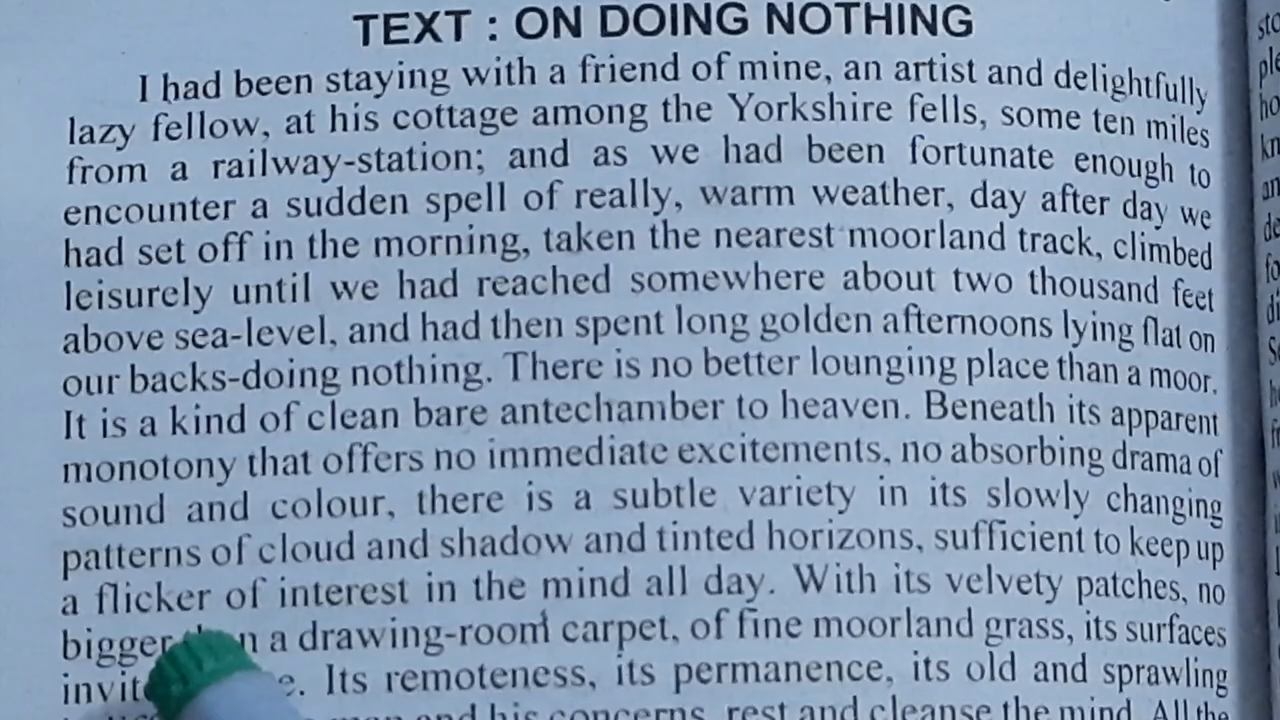 TEXT : ON DOING NOTHING
I had been staying with a friend of mine, an artist and delightfully
lazy fellow, at his cottage among the Yorkshire fells, some ten miles
from a railway-station; and as we had been fortunate enough to
encounter a sudden spell of really, warm weather, day after day we
had set off in the morning, taken the nearest moorland track, climbed
leisurely until we had reached somewhere about two thousand feet
above sea-level, and had then spent long golden afternoons lying flat on
our backs-doing nothing. There is no better lounging place than a moor.
It is a kind of clean bare antechamber to heaven. Beneath its apparent
monotony that offers no immediate excitements, no absorbing drama of
sound and colour, there is a subtle variety in its slowly changing
patterns of cloud and shadow and tinted horizons, sufficient to keep up
a flicker of interest in the mind all day. With its velvety patches, no
bigger a drawing-room carpet, of fine moorland grass, its surfaces
Its remoteness, its permanence, its old and sprawling
and his concerns, rest and cleanse the mind. All the